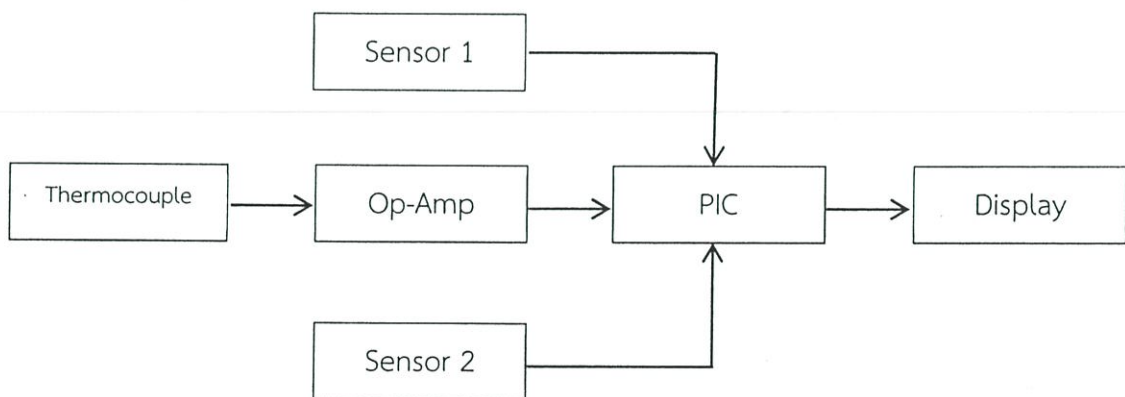 Sensor 1
Thermocouple
Op-Amp
PIC
Display
Sensor 2